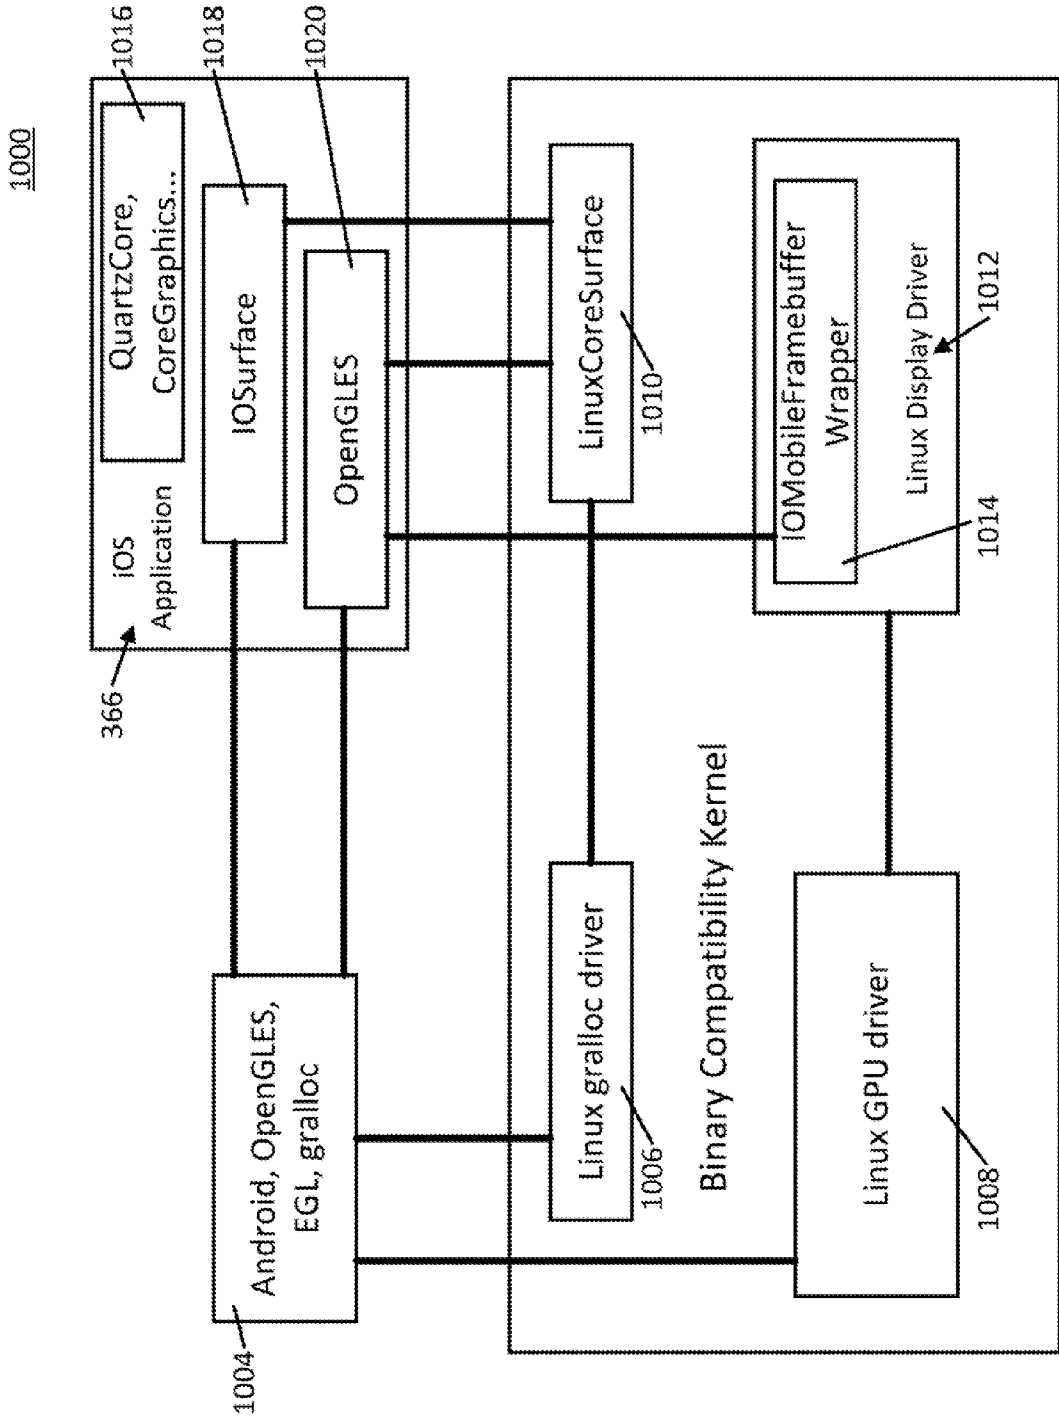 1000
366
iOS
Application
QuartzCore,
CoreGraphics...
1016
IOSurface
1018
OpenGLES
1020
1004
Android, OpenGLES,
EGL, gralloc
Linux gralloc driver
1006
LinuxCoreSurface
1010
Binary Compatibility Kernel
Linux GPU driver
1008
IOMobileFramebuffer
Wrapper
1014
Linux Display Driver
1012